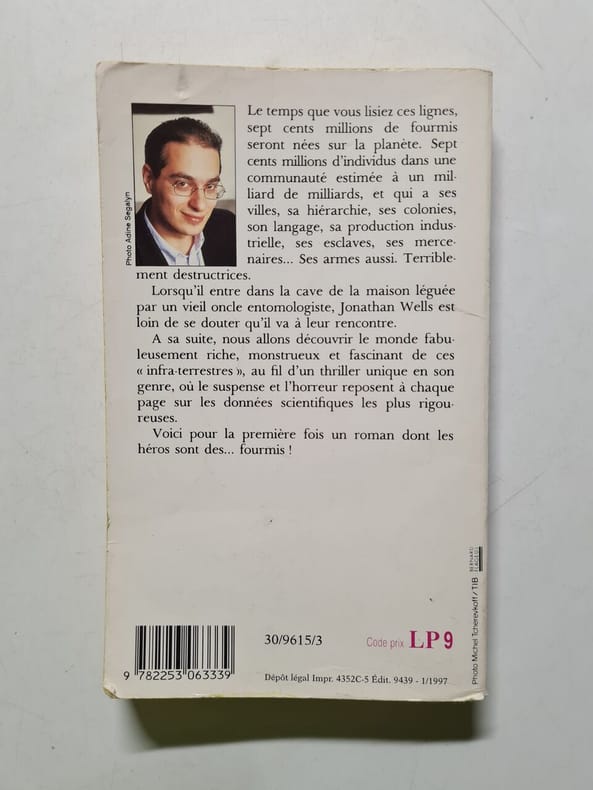 Photo Adine Segalyn
Le temps que vous lisiez ces lignes,
sept cents millions de fourmis
seront nées sur la planète. Sept
cents millions d'individus dans une
communauté estimée à un mil-
liard de milliards, et qui a ses
villes, sa hiérarchie, ses colonies,
son langage, sa production indus-
trielle, ses esclaves, ses merce-
naires... Ses armes aussi. Terrible-
ment destructrices.
Lorsqu'il entre dans la cave de la maison léguée
par un vieil oncle entomologiste, Jonathan Wells est
loin de se douter qu'il va à leur rencontre.
A sa suite, nous allons découvrir le monde fabu-
leusement riche, monstrueux et fascinant de ces
« infra-terrestres », au fil d'un thriller unique en son
genre, où le suspense et l'horreur reposent à chaque
page sur les données scientifiques les plus rigou-
reuses.
Voici pour la première fois un roman dont les
héros sont des... fourmis !
BERNARD
Photo Michel Tcherevkoff / TIB
30/9615/3
Code prix LP 9
9 782253 063339
Dépôt légal Impr. 4352C-5 Édit. 9439 - 1/1997